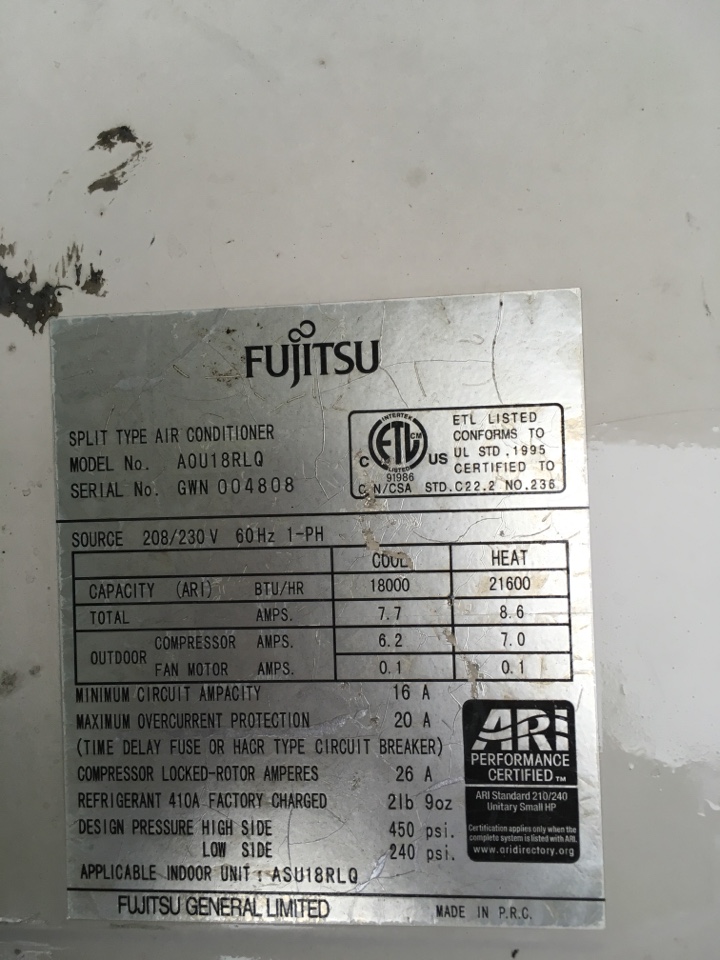 FUJITSU
SPLIT TYPE AIR CONDITIONER
MODEL No. AOU18RLQ
SERIAL No. GWN 004808
INTERTEK
ETL CM
LISTED
C US
91986
ETL LISTED
CONFORMS TO
UL STD. 1995
CERTIFIED TO
C N/CSA STD.C22.2 NO.236
SOURCE 208/230V 60Hz 1-PH
COOL HEAT
CAPACITY (ARI) BTU/HR 18000 21600
TOTAL AMPS. 7.7 8.6
OUTDOOR COMPRESSOR AMPS. 6.2 7.0
FAN MOTOR AMPS. 0.1 0.1
MINIMUM CIRCUIT AMPACITY 16 A
MAXIMUM OVERCURRENT PROTECTION 20 A
(TIME DELAY FUSE OR HACR TYPE CIRCUIT BREAKER)
COMPRESSOR LOCKED-ROTOR AMPERES 26 A
REFRIGERANT 410A FACTORY CHARGED 2lb 9oz
DESIGN PRESSURE HIGH SIDE 450 psi.
LOW SIDE 240 psi.
APPLICABLE INDOOR UNIT : ASU18RLQ
ARI
PERFORMANCE
CERTIFIED™
ARI Standard 210/240
Unitary Small HP
Certification applies only when the
complete system is listed with ARI.
www.aridirectory.org
FUJITSU GENERAL LIMITED MADE IN P.R.C.